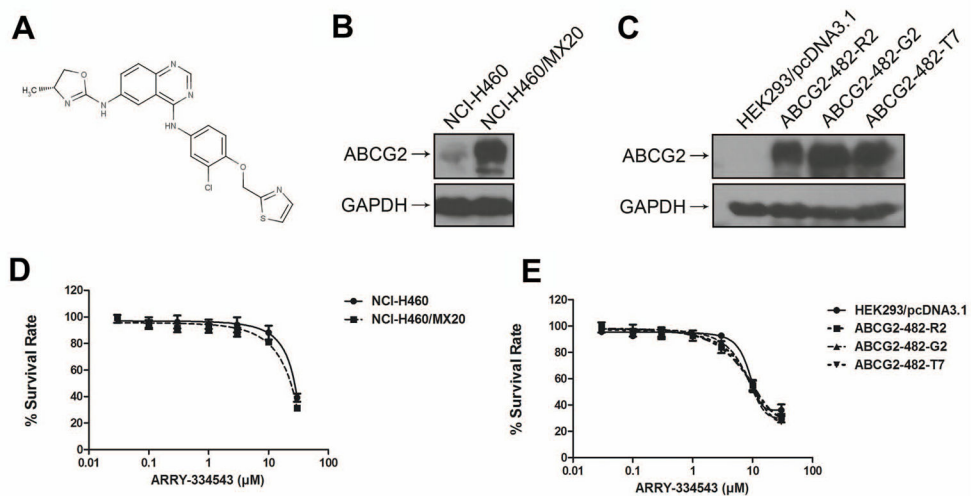 A
H₃C
O
N
N
H
N
N
HN
Cl
O
N
S
B
NCI-H460
NCI-H460/MX20
ABCG2
GAPDH
C
HEK293/pcDNA3.1
ABCG2-482-R2
ABCG2-482-G2
ABCG2-482-T7
ABCG2
GAPDH
D
% Survival Rate
120
100
80
60
40
20
0
0.01
0.1
1
10
100
ARRY-334543 (μM)
NCI-H460
NCI-H460/MX20
E
% Survival Rate
120
100
80
60
40
20
0
0.01
0.1
1
10
100
ARRY-334543 (μM)
HEK293/pcDNA3.1
ABCG2-482-R2
ABCG2-482-G2
ABCG2-482-T7